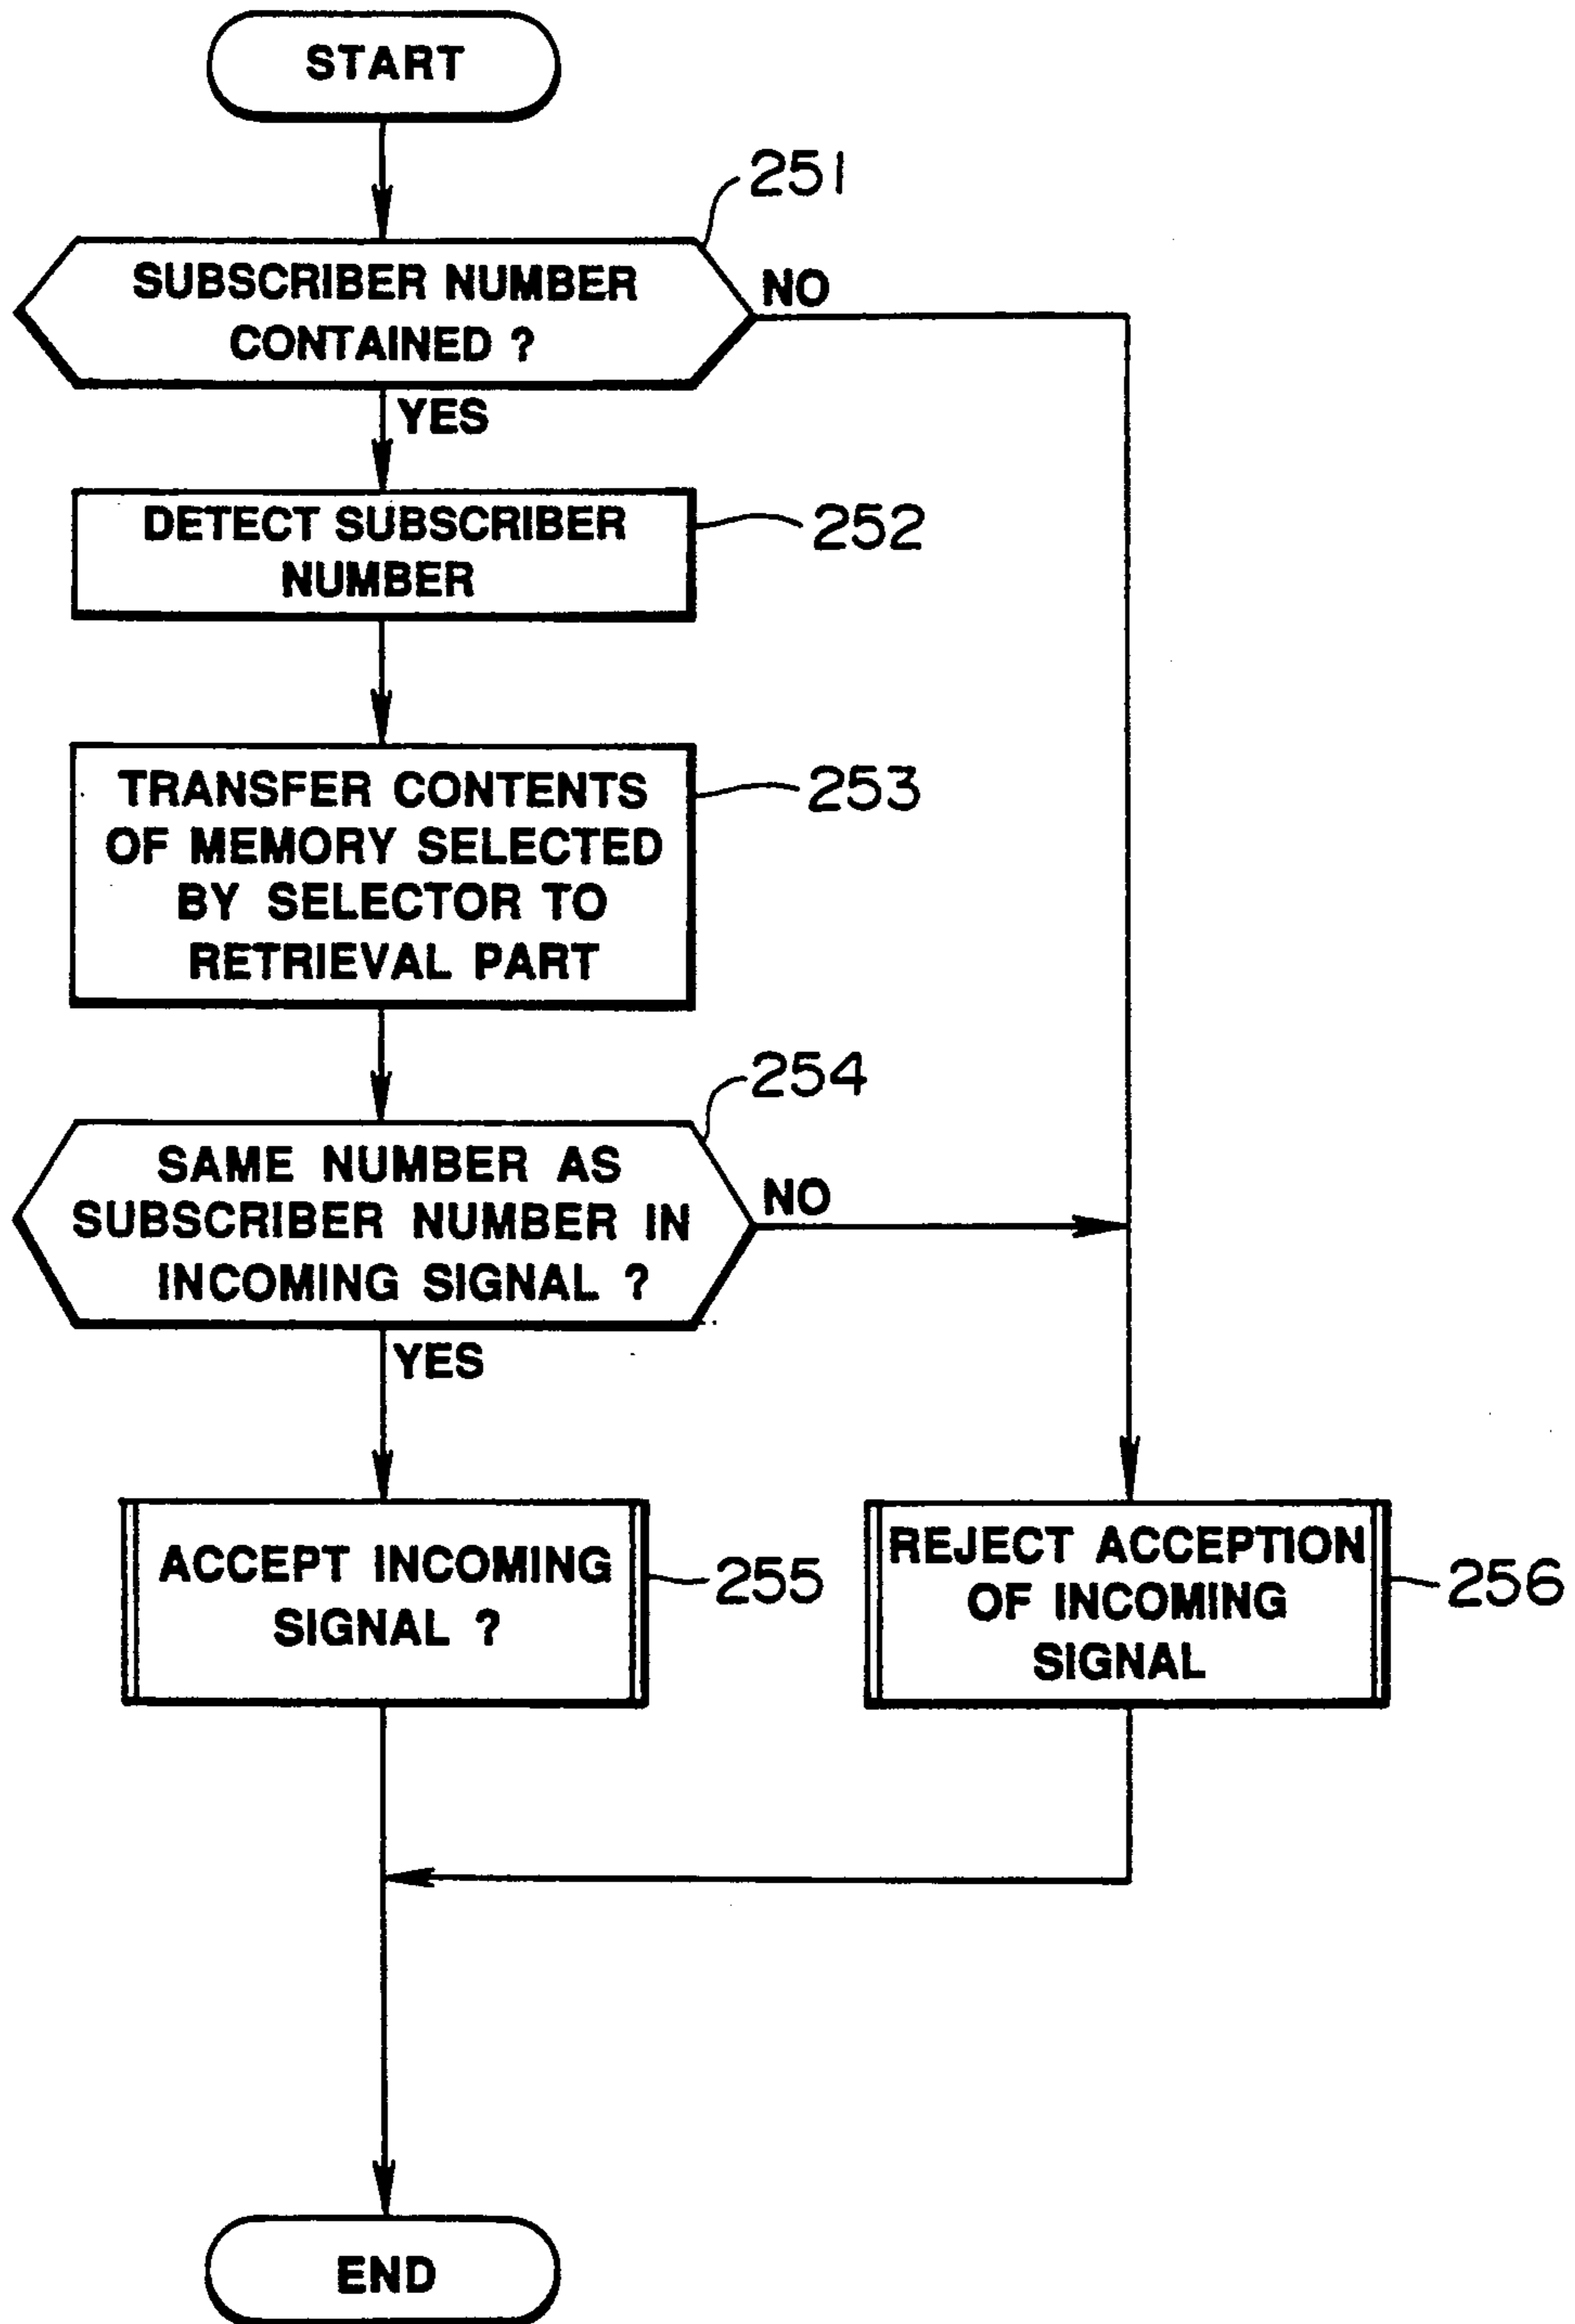 START
251
SUBSCRIBER NUMBER
CONTAINED ?
NO
YES
DETECT SUBSCRIBER
NUMBER
252
TRANSFER CONTENTS
OF MEMORY SELECTED
BY SELECTOR TO
RETRIEVAL PART
253
254
SAME NUMBER AS
SUBSCRIBER NUMBER IN
INCOMING SIGNAL ?
NO
YES
ACCEPT INCOMING
SIGNAL ?
255
REJECT ACCEPTION
OF INCOMING
SIGNAL
256
END